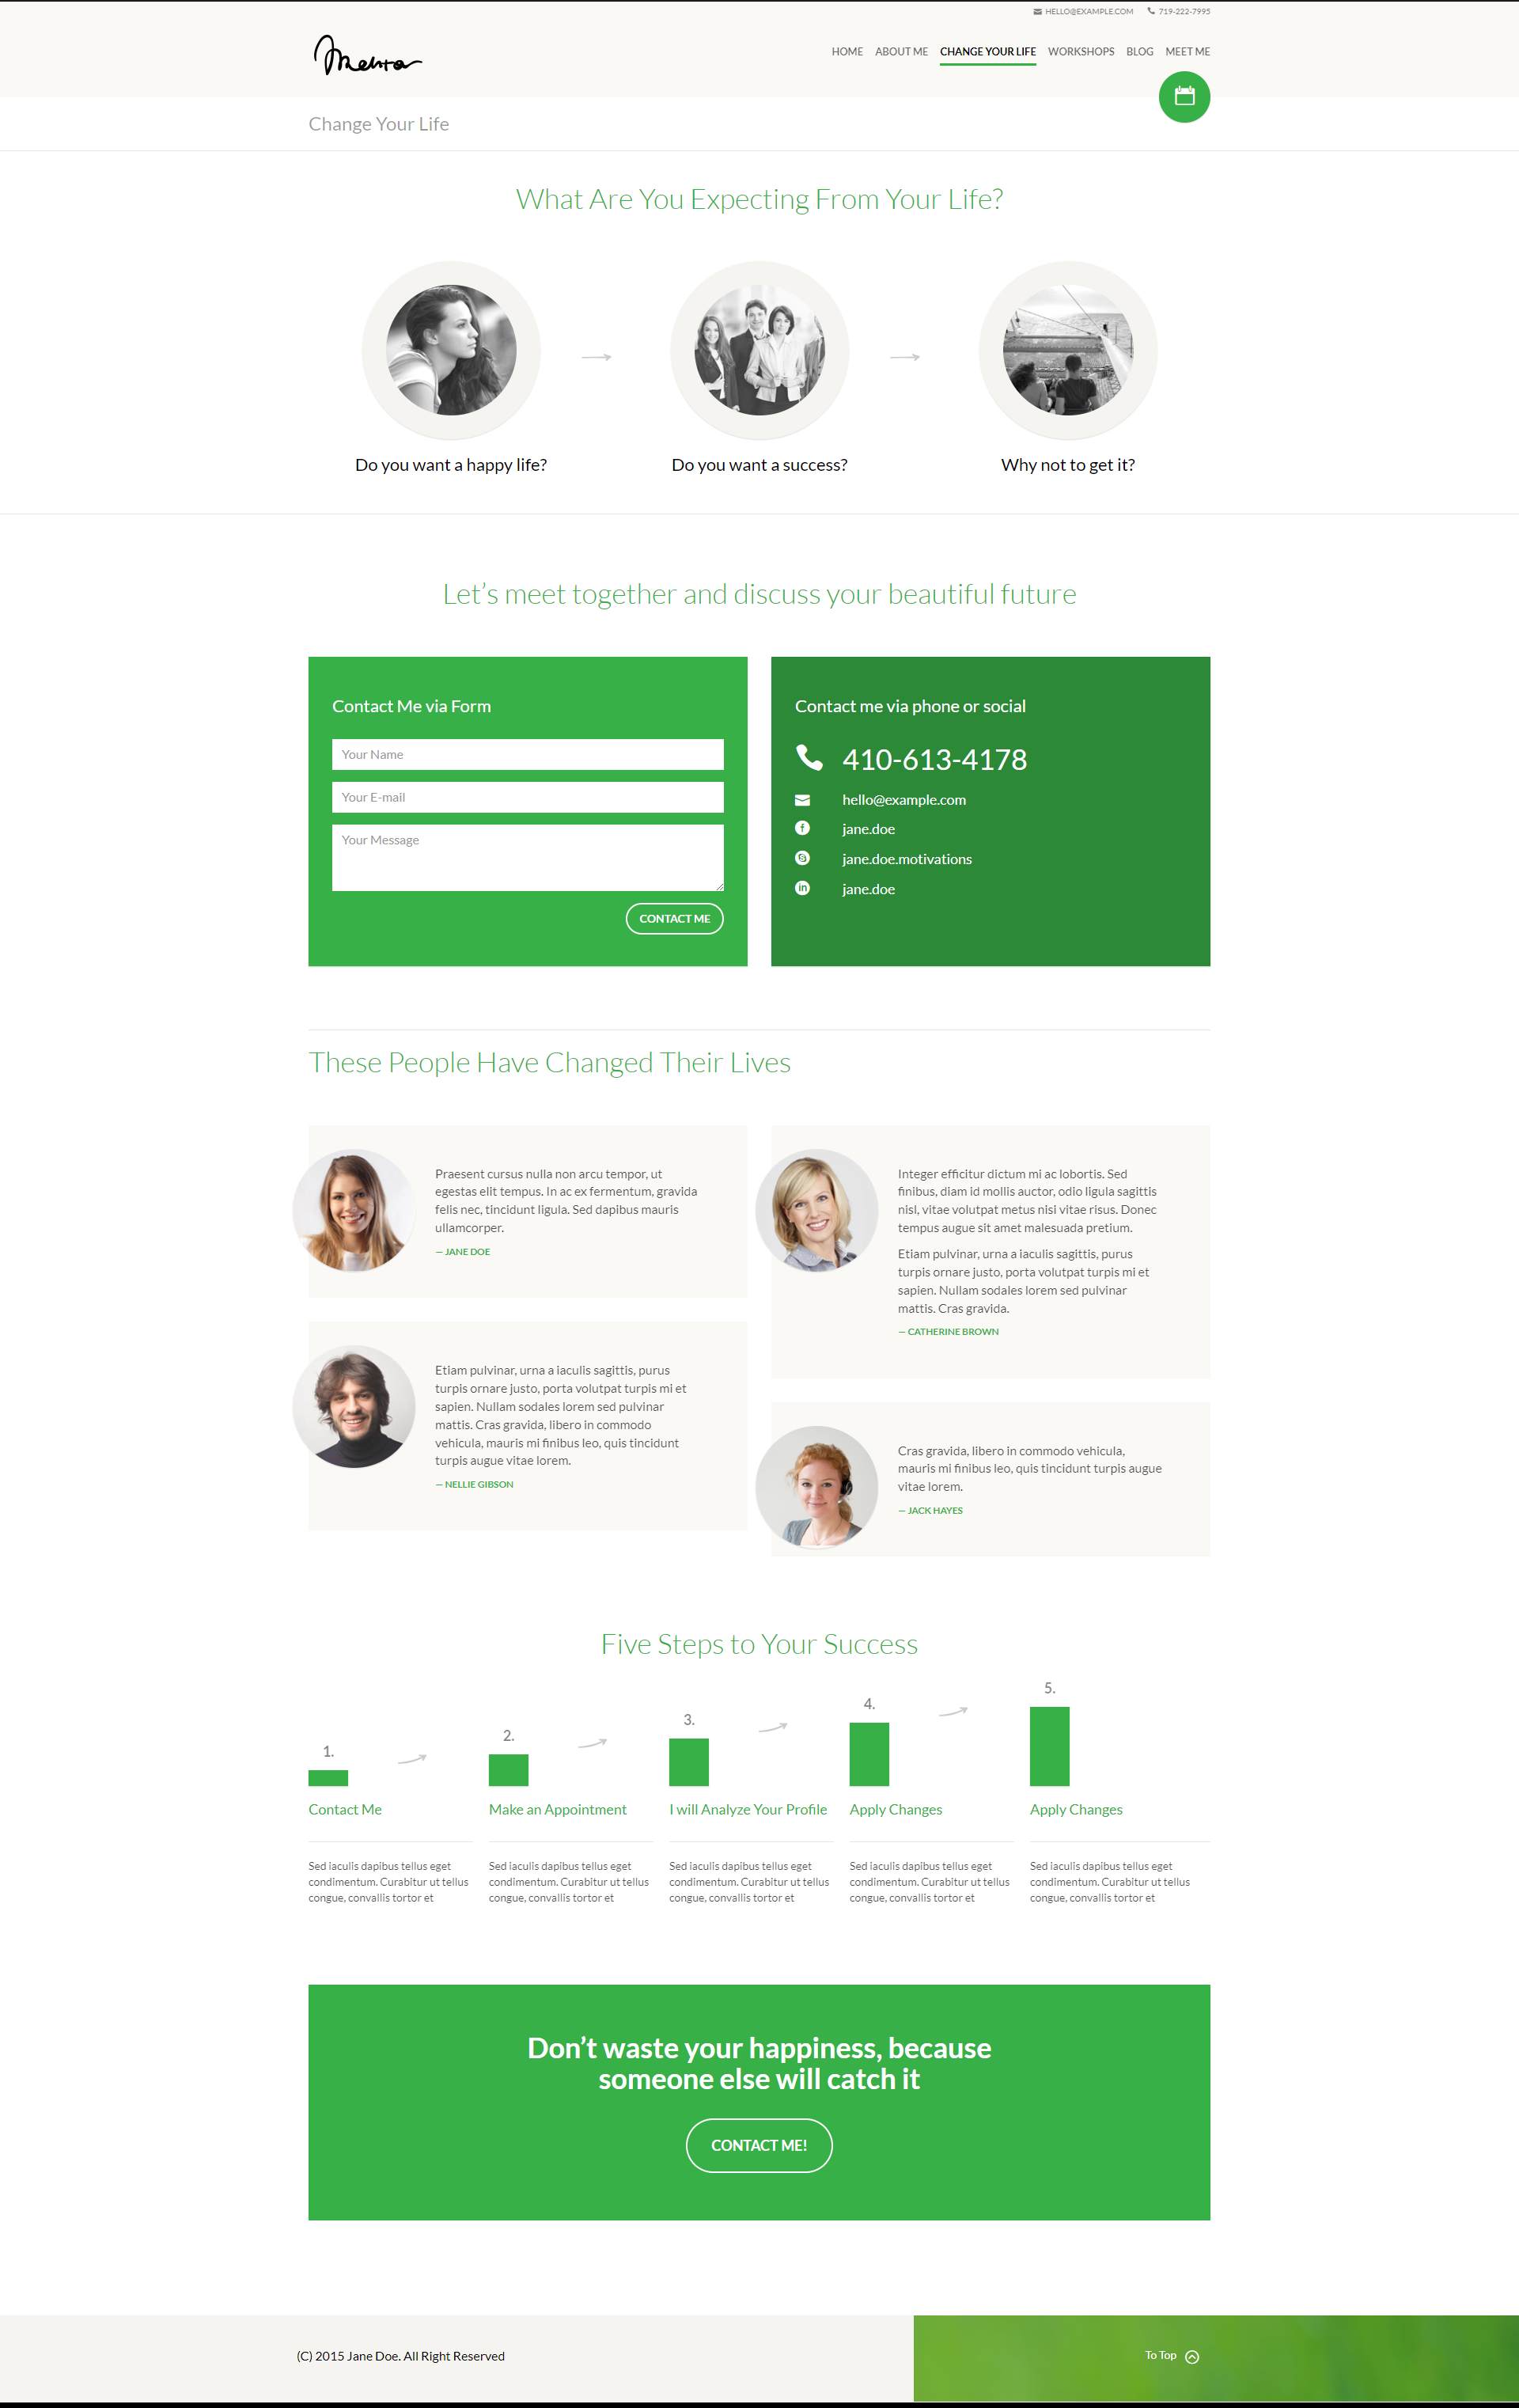 HELLO@EXAMPLE.COM 719-222-7995
Mehra
HOME ABOUT ME CHANGE YOUR LIFE WORKSHOPS BLOG MEET ME
Change Your Life
What Are You Expecting From Your Life?
Do you want a happy life?
Do you want a success?
Why not to get it?
Let’s meet together and discuss your beautiful future
Contact Me via Form
Your Name
Your E-mail
Your Message
CONTACT ME
Contact me via phone or social
410-613-4178
hello@example.com
jane.doe
jane.doe.motivations
jane.doe
These People Have Changed Their Lives
Praesent cursus nulla non arcu tempor, ut
egestas elit tempus. In ac ex fermentum, gravida
felis nec, tincidunt ligula. Sed dapibus mauris
ullamcorper.
— JANE DOE
Integer efficitur dictum mi ac lobortis. Sed
finibus, diam id mollis auctor, odio ligula sagittis
nisl, vitae volutpat metus nisi vitae risus. Donec
tempus augue sit amet malesuada pretium.
Etiam pulvinar, urna a iaculis sagittis, purus
turpis ornare justo, porta volutpat turpis mi et
sapien. Nullam sodales lorem sed pulvinar
mattis. Cras gravida.
— CATHERINE BROWN
Etiam pulvinar, urna a iaculis sagittis, purus
turpis ornare justo, porta volutpat turpis mi et
sapien. Nullam sodales lorem sed pulvinar
mattis. Cras gravida, libero in commodo
vehicula, mauris mi finibus leo, quis tincidunt
turpis augue vitae lorem.
— NELLIE GIBSON
Cras gravida, libero in commodo vehicula,
mauris mi finibus leo, quis tincidunt turpis augue
vitae lorem.
— JACK HAYES
Five Steps to Your Success
1.
Contact Me
Sed iaculis dapibus tellus eget
condimentum. Curabitur ut tellus
congue, convallis tortor et
2.
Make an Appointment
Sed iaculis dapibus tellus eget
condimentum. Curabitur ut tellus
congue, convallis tortor et
3.
I will Analyze Your Profile
Sed iaculis dapibus tellus eget
condimentum. Curabitur ut tellus
congue, convallis tortor et
4.
Apply Changes
Sed iaculis dapibus tellus eget
condimentum. Curabitur ut tellus
congue, convallis tortor et
5.
Apply Changes
Sed iaculis dapibus tellus eget
condimentum. Curabitur ut tellus
congue, convallis tortor et
Don’t waste your happiness, because
someone else will catch it
CONTACT ME!
(C) 2015 Jane Doe. All Right Reserved
To Top